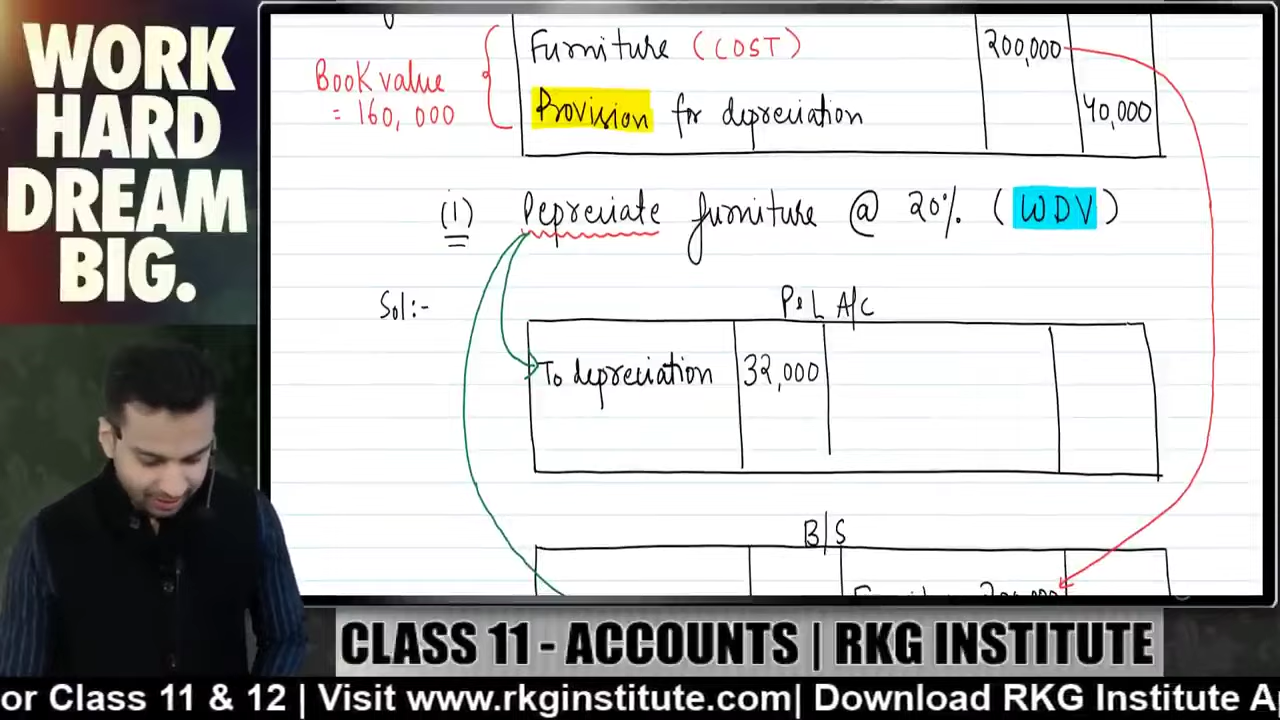 WORK
HARD
DREAM
BIG.
Furniture (COST) 200,000
Book value
= 160,000
Provision for depreciation 40,000
(1) Depreciate furniture @ 20% (WDV)
Sol:-
P&L A/C
To depreciation 32,000
B/S
CLASS 11 - ACCOUNTS | RKG INSTITUTE
or Class 11 & 12 | Visit www.rkginstitute.com| Download RKG Institute A